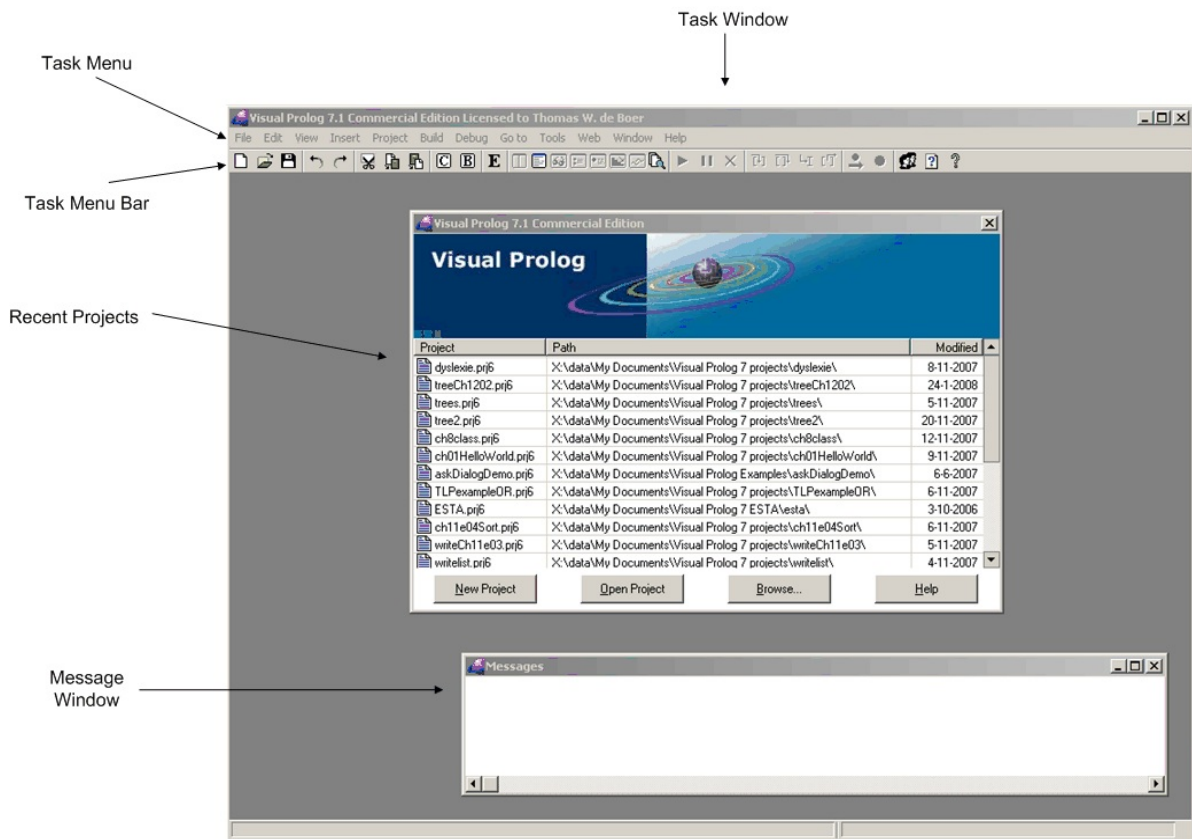 Task Window
Task Menu
Visual Prolog 7.1 Commercial Edition Licensed to Thomas W. de Boer
File Edit View Insert Project Build Debug Go to Tools Web Window Help
C B E
Task Menu Bar
Visual Prolog 7.1 Commercial Edition
Visual Prolog
Recent Projects
Project Path Modified
dyslexie.prj6 X:\data\My Documents\Visual Prolog 7 projects\dyslexie\ 8-11-2007
treeCh1202.prj6 X:\data\My Documents\Visual Prolog 7 projects\treeCh1202\ 24-1-2008
trees.prj6 X:\data\My Documents\Visual Prolog 7 projects\trees\ 5-11-2007
tree2.prj6 X:\data\My Documents\Visual Prolog 7 projects\tree2\ 20-11-2007
ch8class.prj6 X:\data\My Documents\Visual Prolog 7 projects\ch8class\ 12-11-2007
ch01HelloWorld.prj6 X:\data\My Documents\Visual Prolog 7 projects\ch01HelloWorld\ 9-11-2007
askDialogDemo.prj6 X:\data\My Documents\Visual Prolog Examples\askDialogDemo\ 6-6-2007
TLPexampleOR.prj6 X:\data\My Documents\Visual Prolog 7 projects\TLPexampleOR\ 6-11-2007
ESTA.prj6 X:\data\My Documents\Visual Prolog 7 ESTA\esta\ 3-10-2006
ch11e04Sort.prj6 X:\data\My Documents\Visual Prolog 7 projects\ch11e04Sort\ 6-11-2007
writeCh11e03.prj6 X:\data\My Documents\Visual Prolog 7 projects\writeCh11e03\ 5-11-2007
writelist.prj6 X:\data\My Documents\Visual Prolog 7 projects\writelist\ 4-11-2007
New Project Open Project Browse... Help
Messages
Message
Window